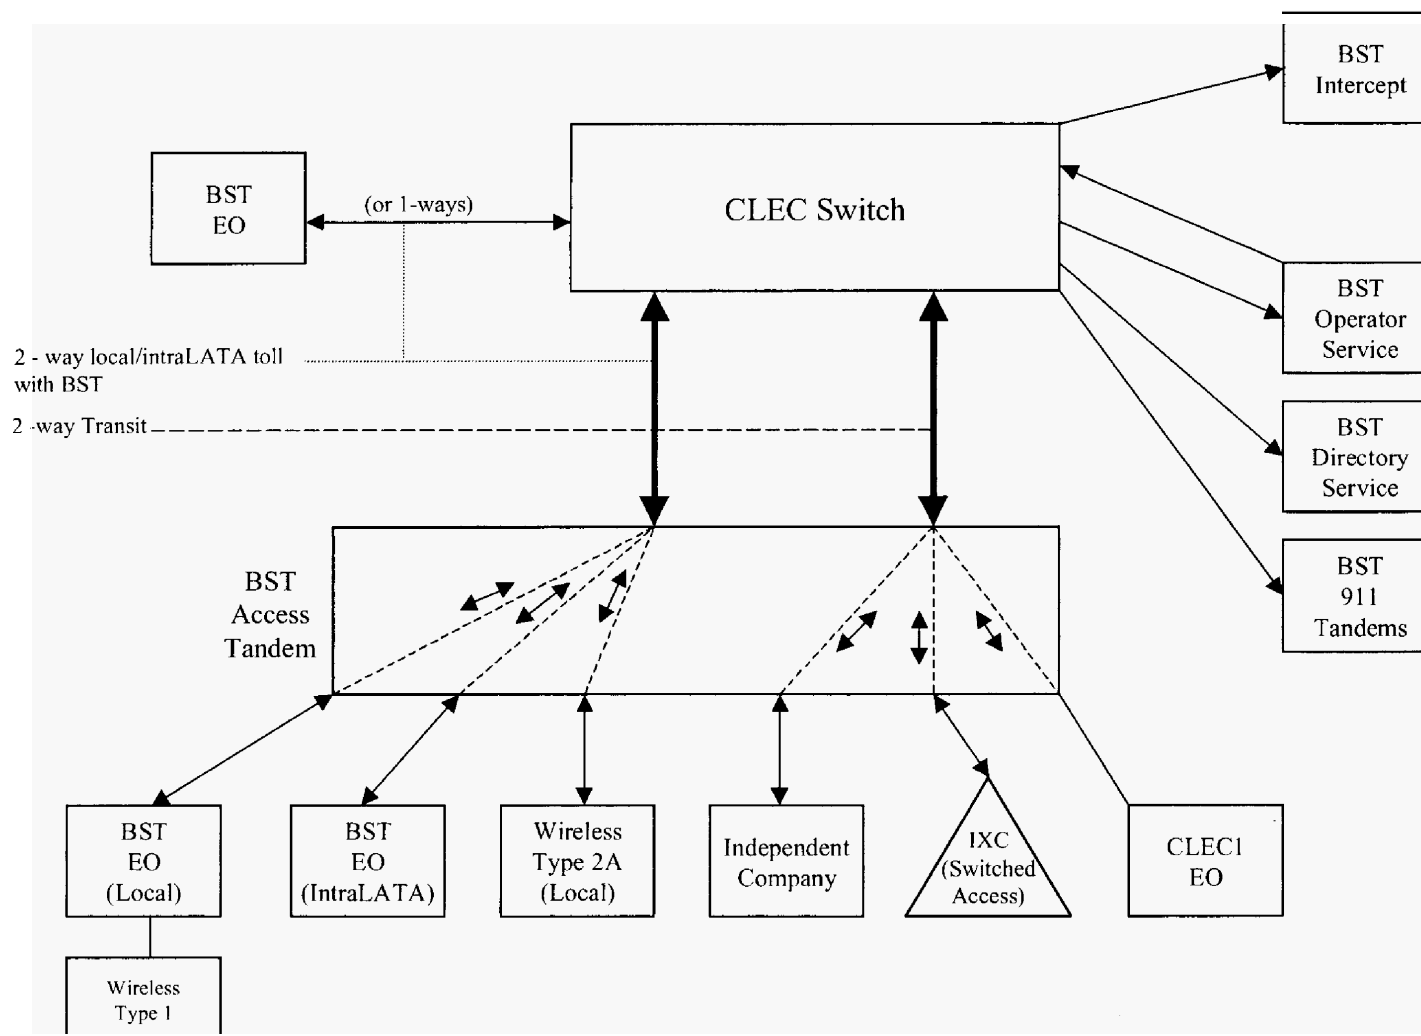 BST
Intercept
BST
EO
(or 1-ways)
CLEC Switch
BST
Operator
Service
2 - way local/intraLATA toll
with BST
2 -way Transit
BST
Directory
Service
BST
911
Tandems
BST
Access
Tandem
BST
EO
(Local)
BST
EO
(IntraLATA)
Wireless
Type 2A
(Local)
Independent
Company
IXC
(Switched
Access)
CLEC1
EO
Wireless
Type 1